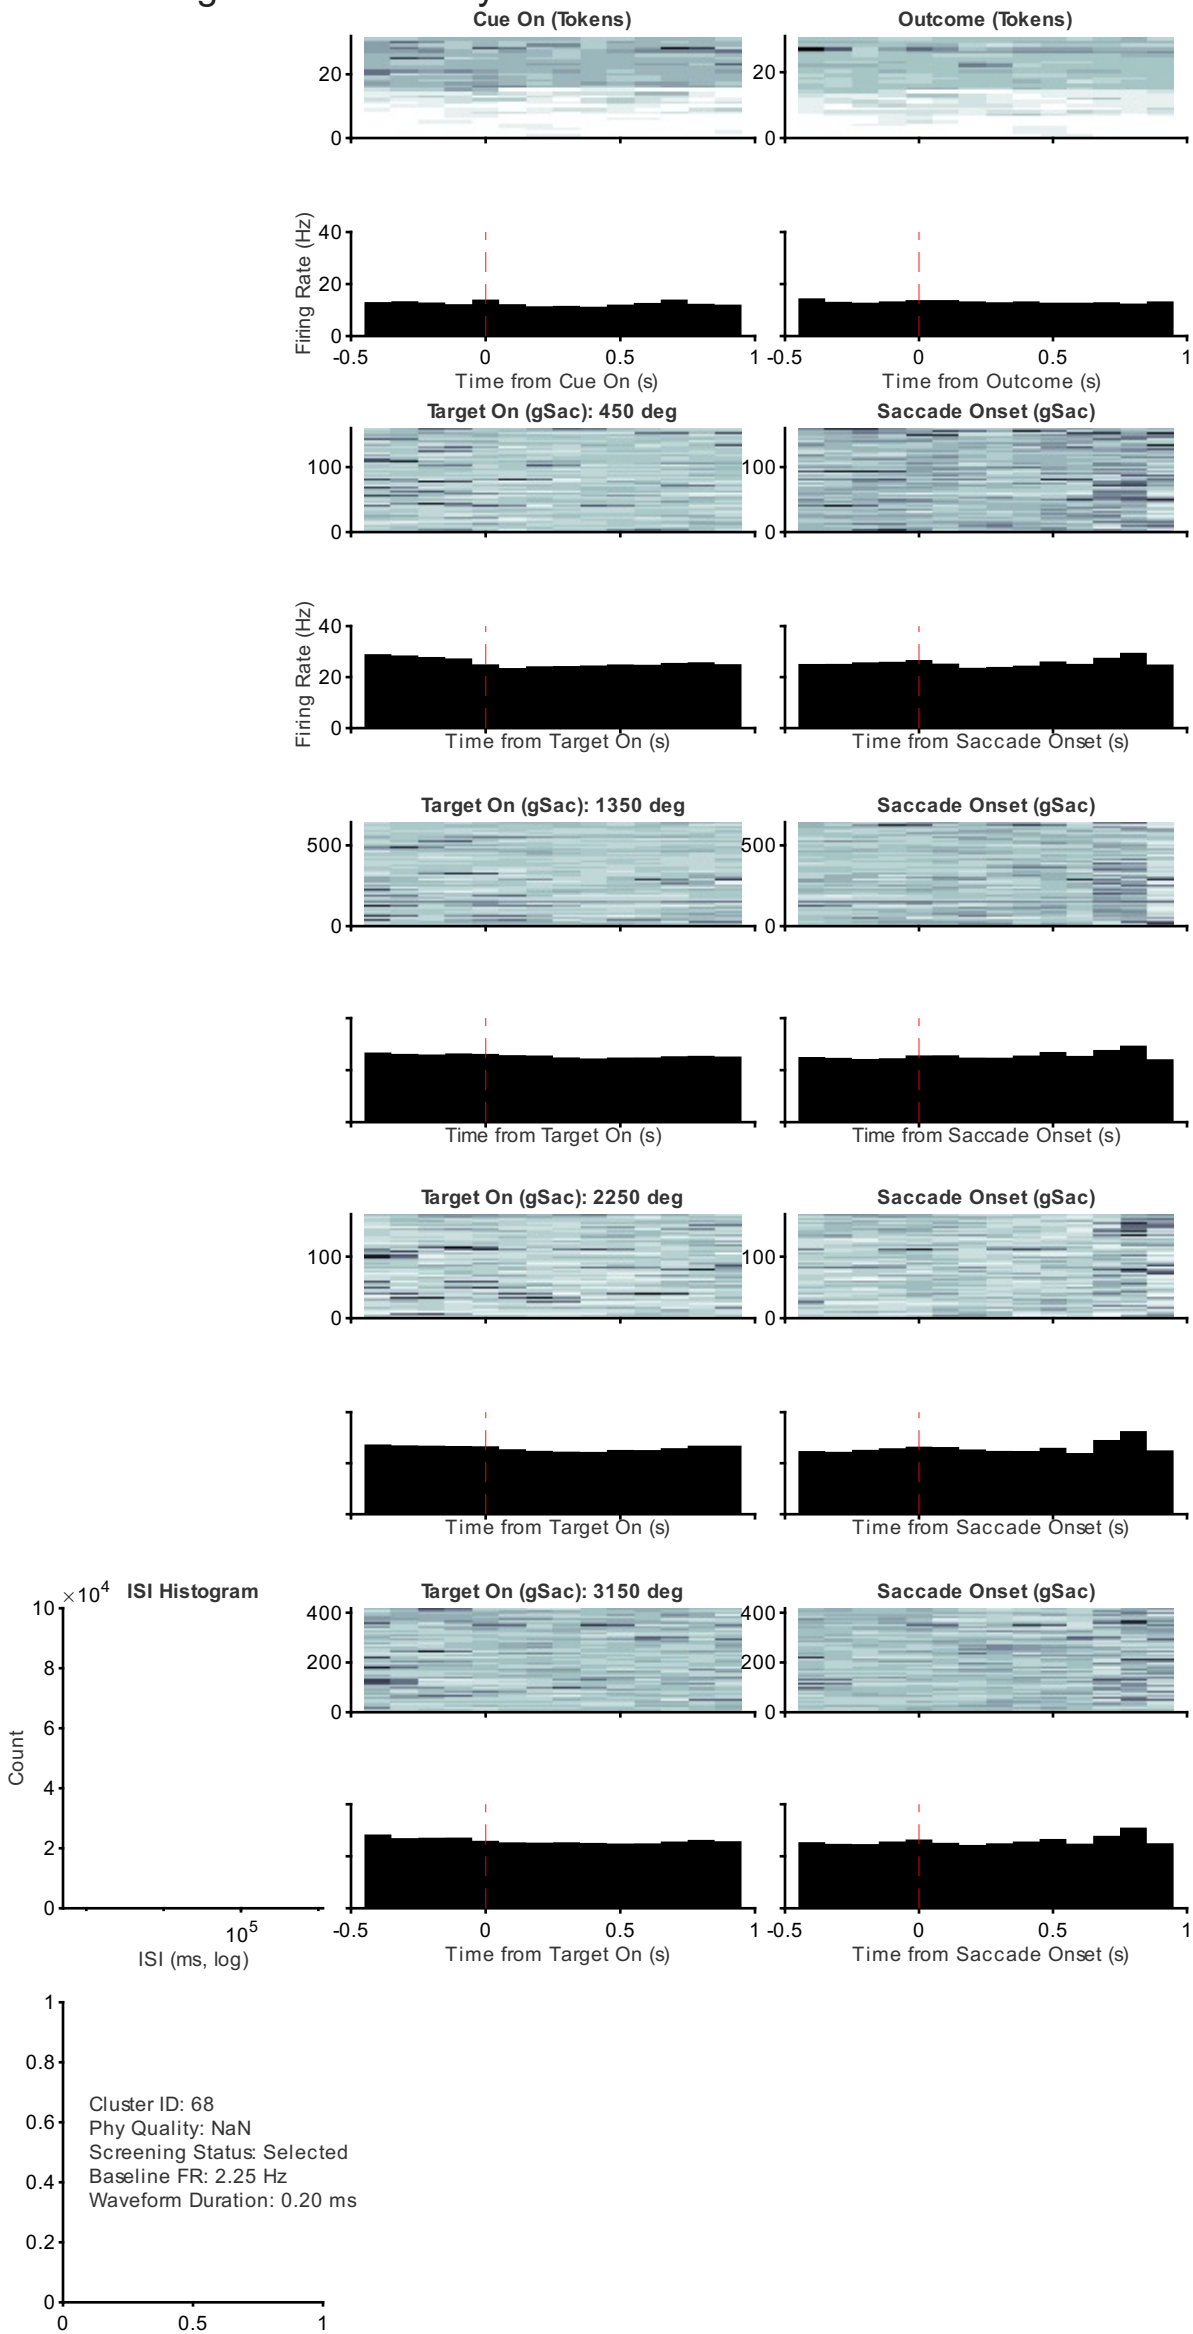 Cue On (Tokens)
Outcome (Tokens)
20
0
20
0
Firing Rate (Hz)
40
20
0
-0.5 0 0.5 1
-0.5 0 0.5 1
Time from Cue On (s)
Time from Outcome (s)
Target On (gSac): 450 deg
Saccade Onset (gSac)
100
0
100
0
Firing Rate (Hz)
40
20
0
Time from Target On (s)
Time from Saccade Onset (s)
Target On (gSac): 1350 deg
Saccade Onset (gSac)
500
0
500
0
Time from Target On (s)
Time from Saccade Onset (s)
Target On (gSac): 2250 deg
Saccade Onset (gSac)
100
0
100
0
Time from Target On (s)
Time from Saccade Onset (s)
ISI Histogram
×10⁴
10
8
6
4
2
0
Count
10⁵
ISI (ms, log)
Target On (gSac): 3150 deg
Saccade Onset (gSac)
400
200
0
400
200
0
-0.5 0 0.5 1
-0.5 0 0.5 1
Time from Target On (s)
Time from Saccade Onset (s)
1
0.8
0.6
0.4
0.2
0
0 0.5 1
Cluster ID: 68
Phy Quality: NaN
Screening Status: Selected
Baseline FR: 2.25 Hz
Waveform Duration: 0.20 ms